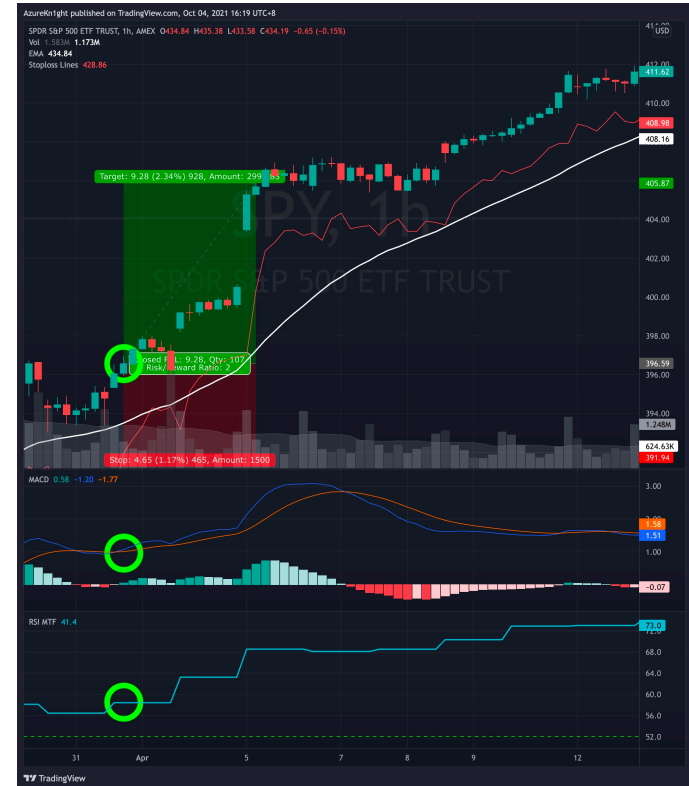 AzureKn1ght published on TradingView.com, Oct 04, 2021 16:19 UTC+8
SPDR S&P 500 ETF TRUST, 1h, AMEX O434.84 H435.38 L433.58 C434.19 −0.65 (−0.15%)
USD
Vol 1.583M 1.173M
EMA 434.84
Stoploss Lines 428.86
412.00
411.62
410.00
408.98
408.16
Target: 9.28 (2.34%) 928, Amount:
405.87
404.00
SPY, 1h
402.00
SPDR S&P 500 ETF TRUST
400.00
398.00
Closed P&L: 9.28, Qty: 107
Risk/Reward Ratio: 2
396.59
396.00
394.00
1.248M
624.63K
Stop: 4.65 (1.17%) 465, Amount: 1500
391.94
MACD 0.58 −1.20 −1.77
3.00
1.58
1.51
1.00
−0.07
RSI MTF 41.4
73.0
72.0
68.0
64.0
60.0
56.0
52.0
31 Apr 5 7 8 9 12
TradingView